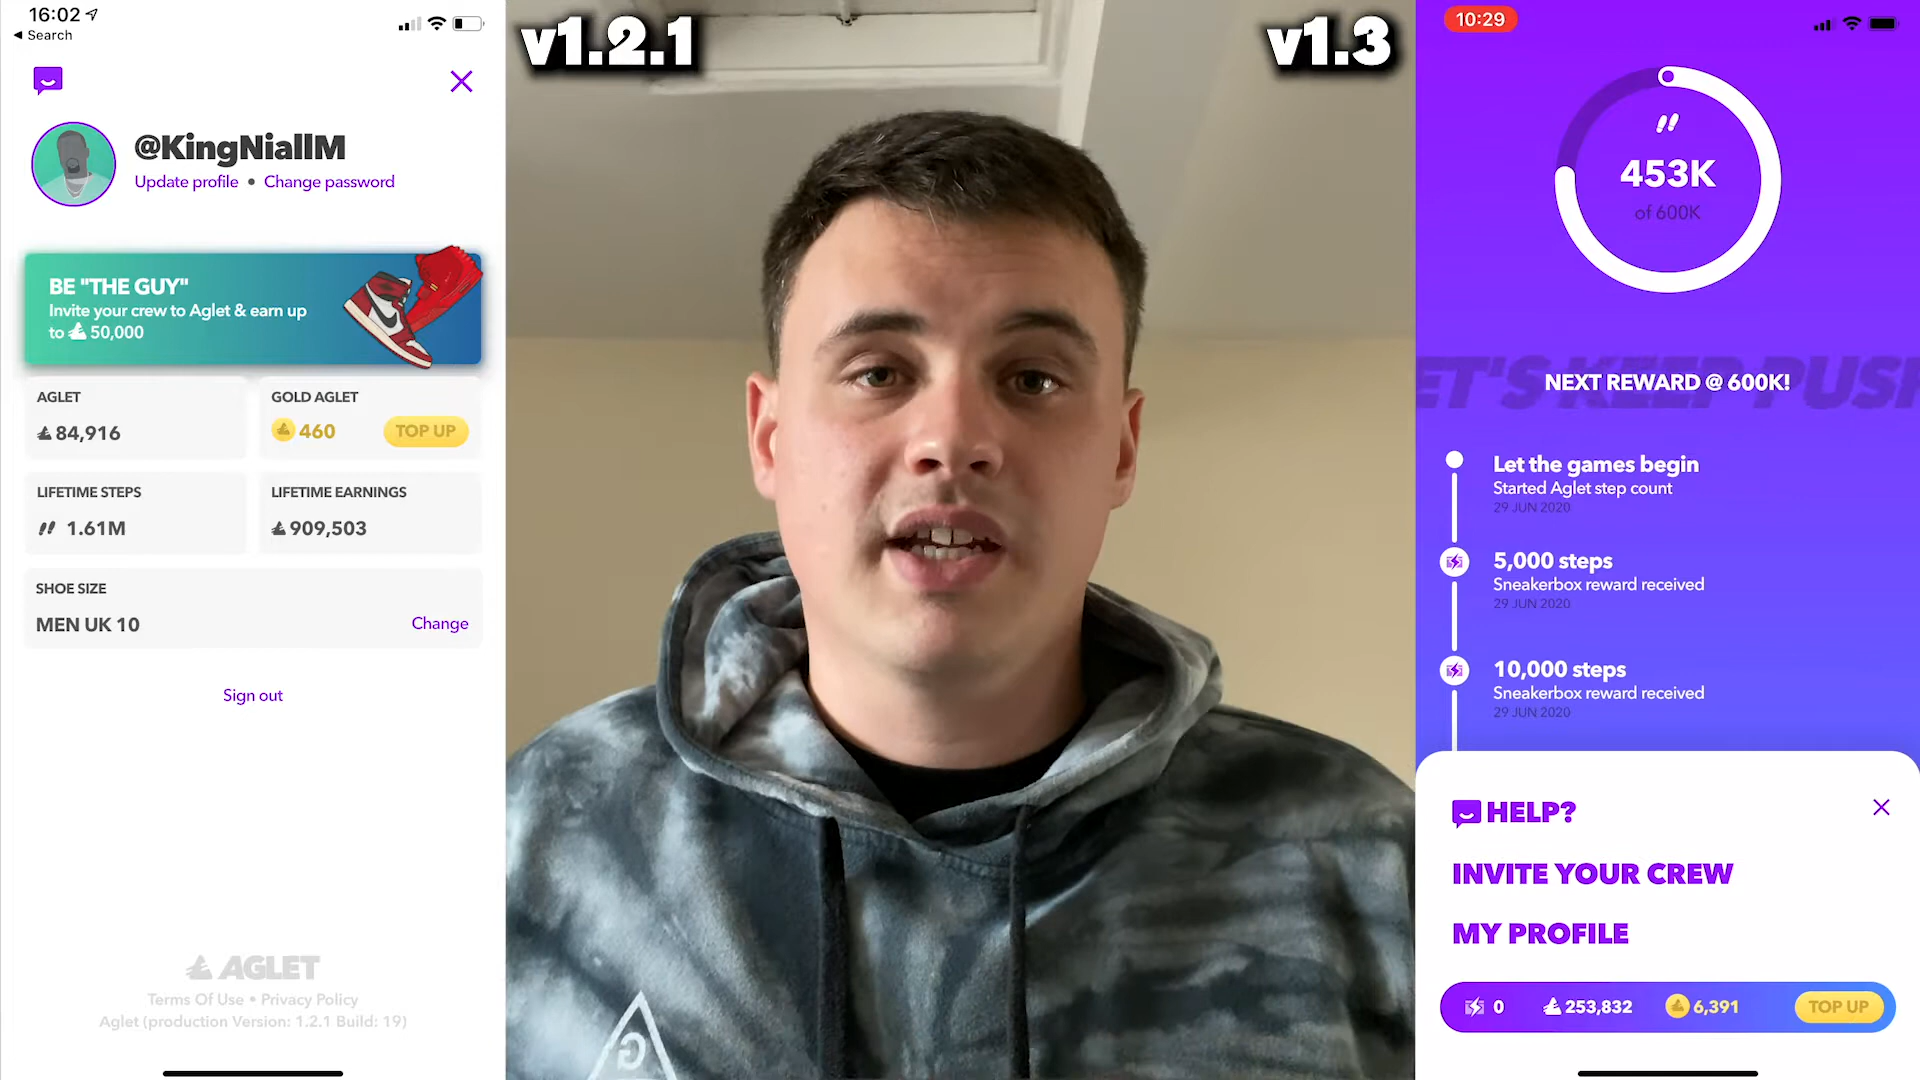 16:02
Search
@KingNiallM
Update profile • Change password
BE "THE GUY"
Invite your crew to Aglet & earn up
to 50,000
AGLET
84,916
GOLD AGLET
460
TOP UP
LIFETIME STEPS
1.61M
LIFETIME EARNINGS
909,503
SHOE SIZE
MEN UK 10
Change
Sign out
AGLET
Terms Of Use • Privacy Policy
Aglet (production Version: 1.2.1 Build: 19)
v1.2.1
v1.3
G
10:29
453K
of 600K
ET'S KEEP PUSH
NEXT REWARD @ 600K!
Let the games begin
Started Aglet step count
29 JUN 2020
5,000 steps
Sneakerbox reward received
29 JUN 2020
10,000 steps
Sneakerbox reward received
29 JUN 2020
HELP?
INVITE YOUR CREW
MY PROFILE
0
253,832
6,391
TOP UP